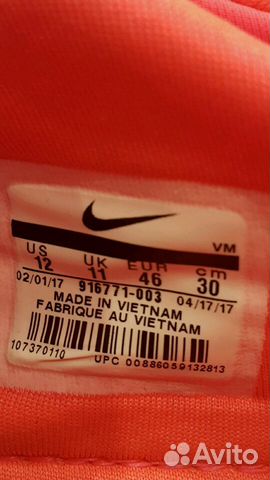 VM
US UK EUR cm
12 11 46 30
02/01/17 916771-003 04/17/17
MADE IN VIETNAM
FABRIQUE AU VIETNAM
107370110 UPC 00886059132813
Avito